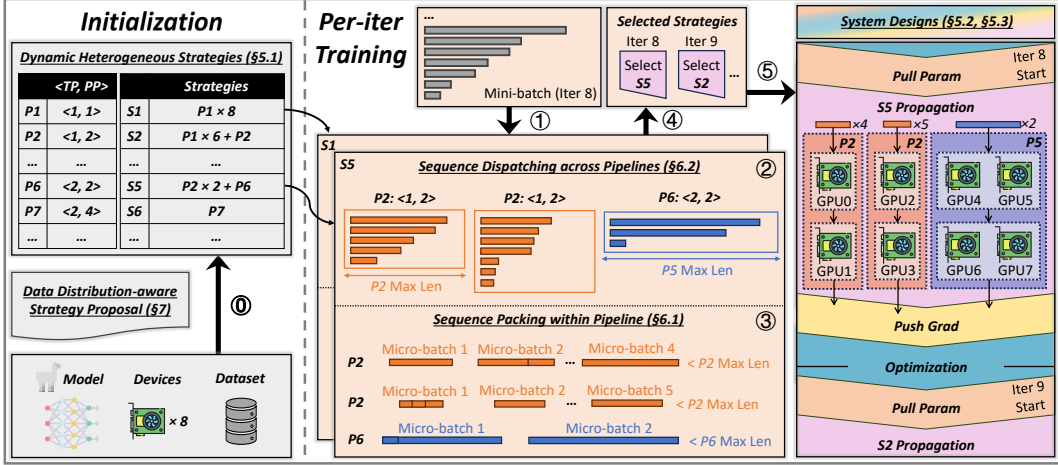 Initialization
Dynamic Heterogeneous Strategies (§5.1)
<TP, PP>
Strategies
P1 <1, 1> S1 P1 × 8
P2 <1, 2> S2 P1 × 6 + P2
... ... ... ...
P6 <2, 2> S5 P2 × 2 + P6
P7 <2, 4> S6 P7
... ... ... ...
Data Distribution-aware
Strategy Proposal (§7)
⓪
Model
Devices
Dataset
× 8
Per-iter
Training
...
Mini-batch (Iter 8)
①
Selected Strategies
Iter 8
Iter 9
Select
S5
Select
S2
...
④
⑤
S1
S5
Sequence Dispatching across Pipelines (§6.2)
②
P2: <1, 2>
P2: <1, 2>
P6: <2, 2>
P2 Max Len
P5 Max Len
Sequence Packing within Pipeline (§6.1)
③
P2
Micro-batch 1
Micro-batch 2
...
Micro-batch 4
< P2 Max Len
P2
Micro-batch 1
Micro-batch 2
...
Micro-batch 5
< P2 Max Len
P6
Micro-batch 1
Micro-batch 2
< P6 Max Len
System Designs (§5.2, §5.3)
Iter 8
Start
Pull Param
S5 Propagation
×4
×5
×2
P2
P2
P5
GPU0
GPU2
GPU4
GPU5
GPU1
GPU3
GPU6
GPU7
Push Grad
Optimization
Iter 9
Start
Pull Param
S2 Propagation